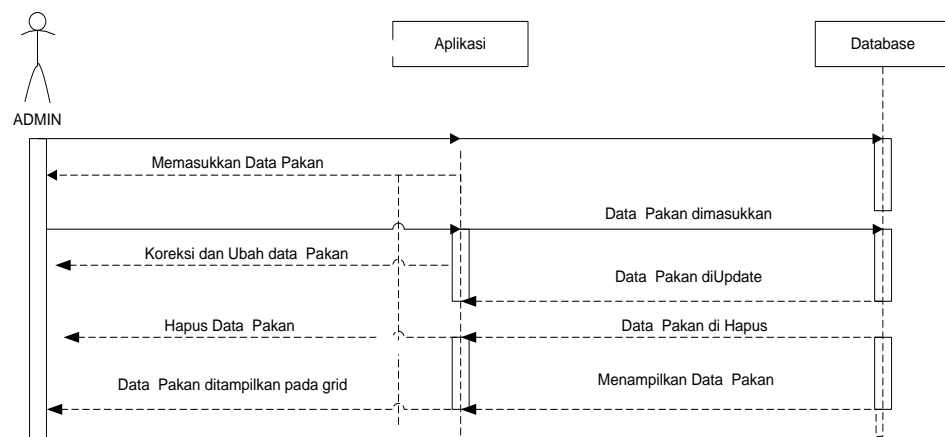 Aplikasi
Database
ADMIN
Memasukkan Data Pakan
Data Pakan dimasukkan
Koreksi dan Ubah data Pakan
Data Pakan diUpdate
Hapus Data Pakan
Data Pakan di Hapus
Data Pakan ditampilkan pada grid
Menampilkan Data Pakan